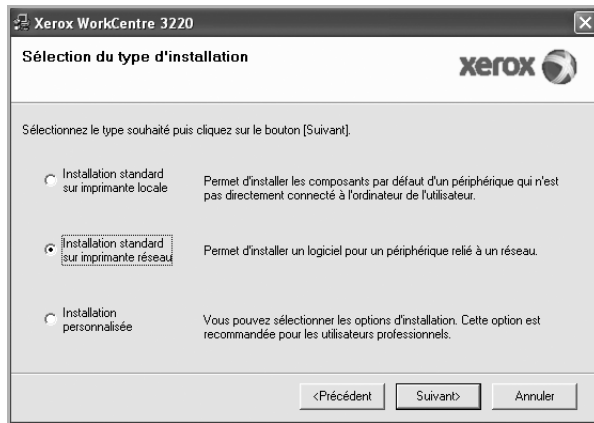 Xerox WorkCentre 3220
Sélection du type d'installation
xerox
Sélectionnez le type souhaité puis cliquez sur le bouton [Suivant].
Installation standard
sur imprimante locale
Permet d'installer les composants par défaut d'un périphérique qui n'est
pas directement connecté à l'ordinateur de l'utilisateur.
Installation standard
sur imprimante réseau
Permet d'installer un logiciel pour un périphérique relié à un réseau.
Installation
personnalisée
Vous pouvez sélectionner les options d'installation. Cette option est
recommandée pour les utilisateurs professionnels.
<Précédent
Suivant>
Annuler